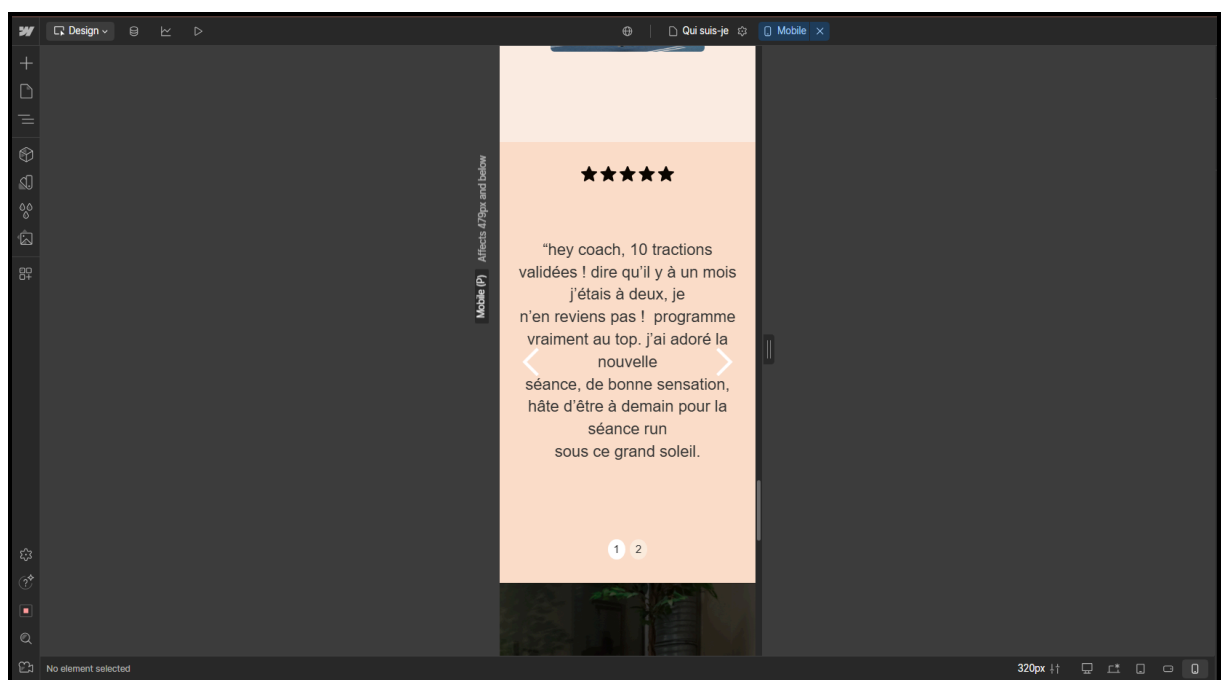 Design
Qui suis-je
Mobile
Affects 479px and below
Mobile (P)
“hey coach, 10 tractions
validées ! dire qu’il y à un mois
j’étais à deux, je
n’en reviens pas !  programme
vraiment au top. j’ai adoré la
nouvelle
séance, de bonne sensation,
hâte d’être à demain pour la
séance run
sous ce grand soleil.
1 2
No element selected
320px